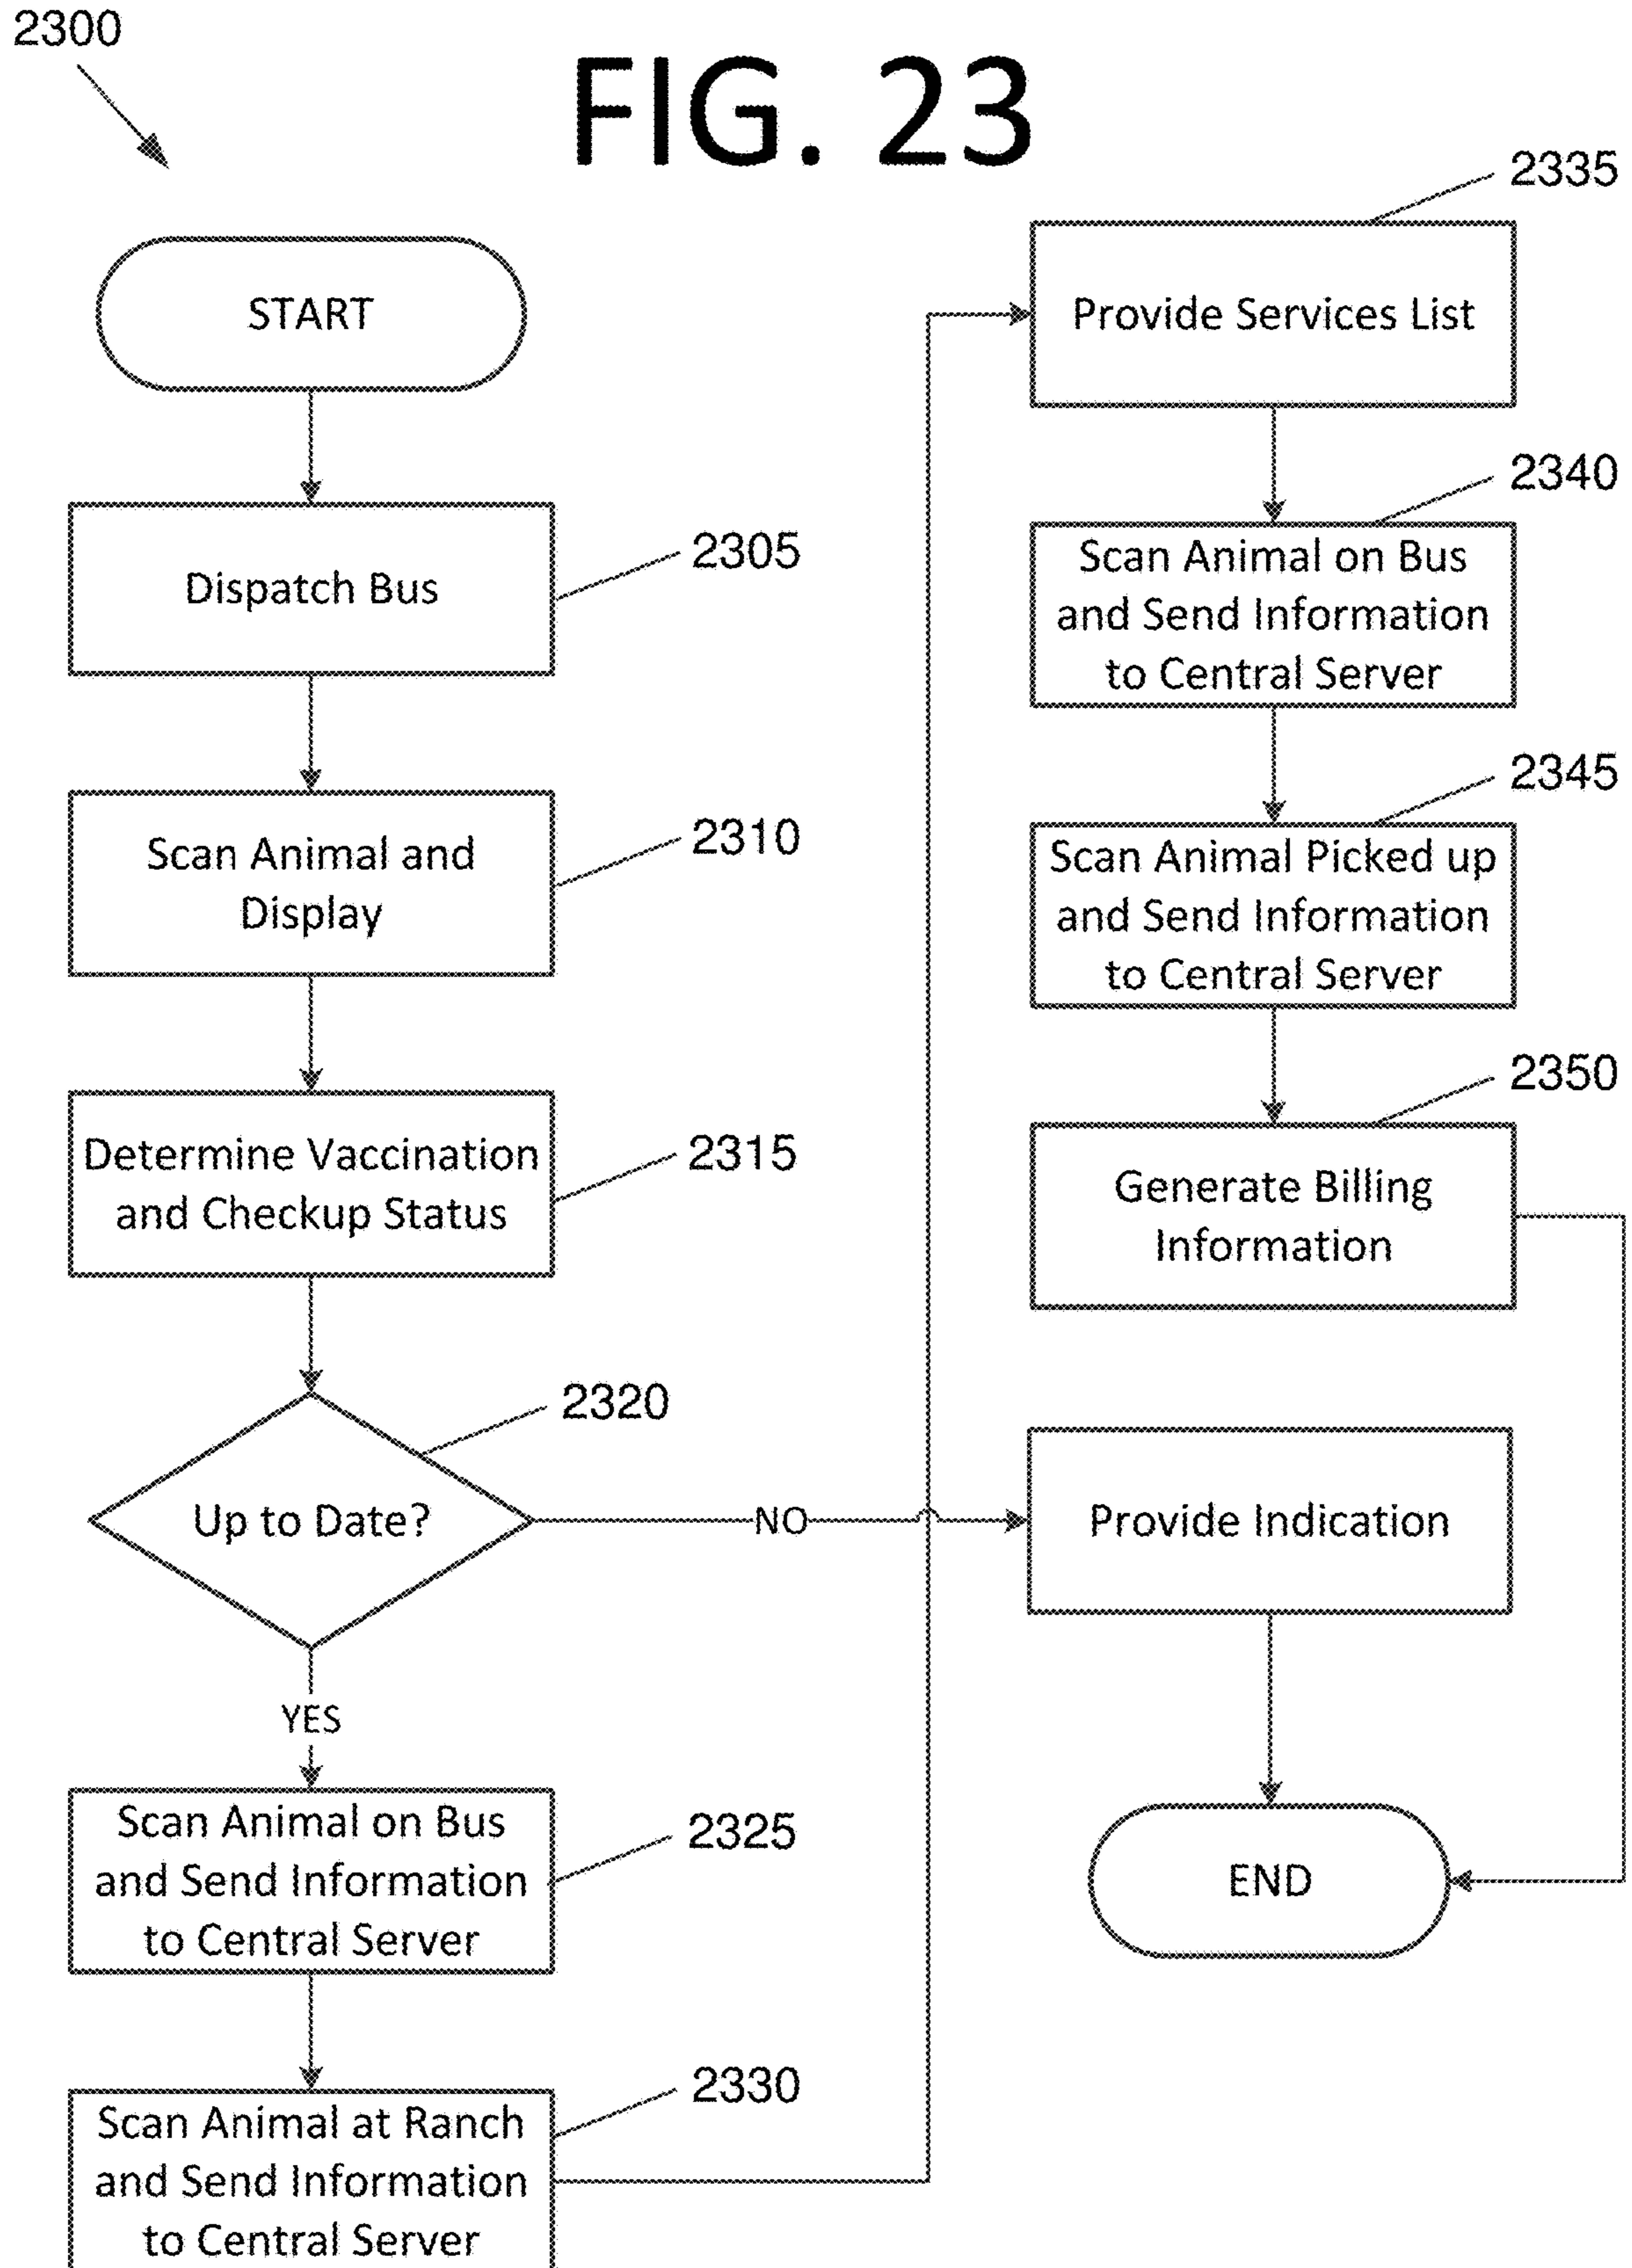 2300
FIG. 23
START
Dispatch Bus
2305
Scan Animal and
Display
2310
Determine Vaccination
and Checkup Status
2315
Up to Date?
2320
NO
YES
Scan Animal on Bus
and Send Information
to Central Server
2325
Scan Animal at Ranch
and Send Information
to Central Server
2330
Provide Services List
2335
Scan Animal on Bus
and Send Information
to Central Server
2340
Scan Animal Picked up
and Send Information
to Central Server
2345
Generate Billing
Information
2350
Provide Indication
END